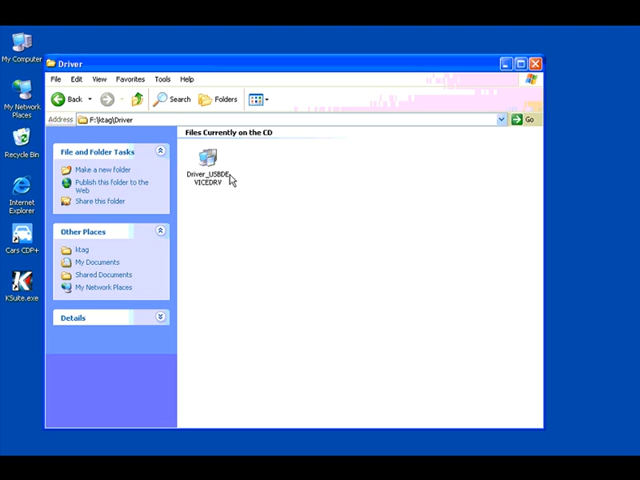 My Computer
My Network
Places
Recycle Bin
Internet
Explorer
Cars CDP+
KSuite.exe
Driver
File Edit View Favorites Tools Help
Back Search Folders
Address F:\ktag\Driver Go
File and Folder Tasks
Make a new folder
Publish this folder to the
Web
Share this folder
Other Places
ktag
My Documents
Shared Documents
My Network Places
Details
Files Currently on the CD
Driver_USBDE
VICEDRV